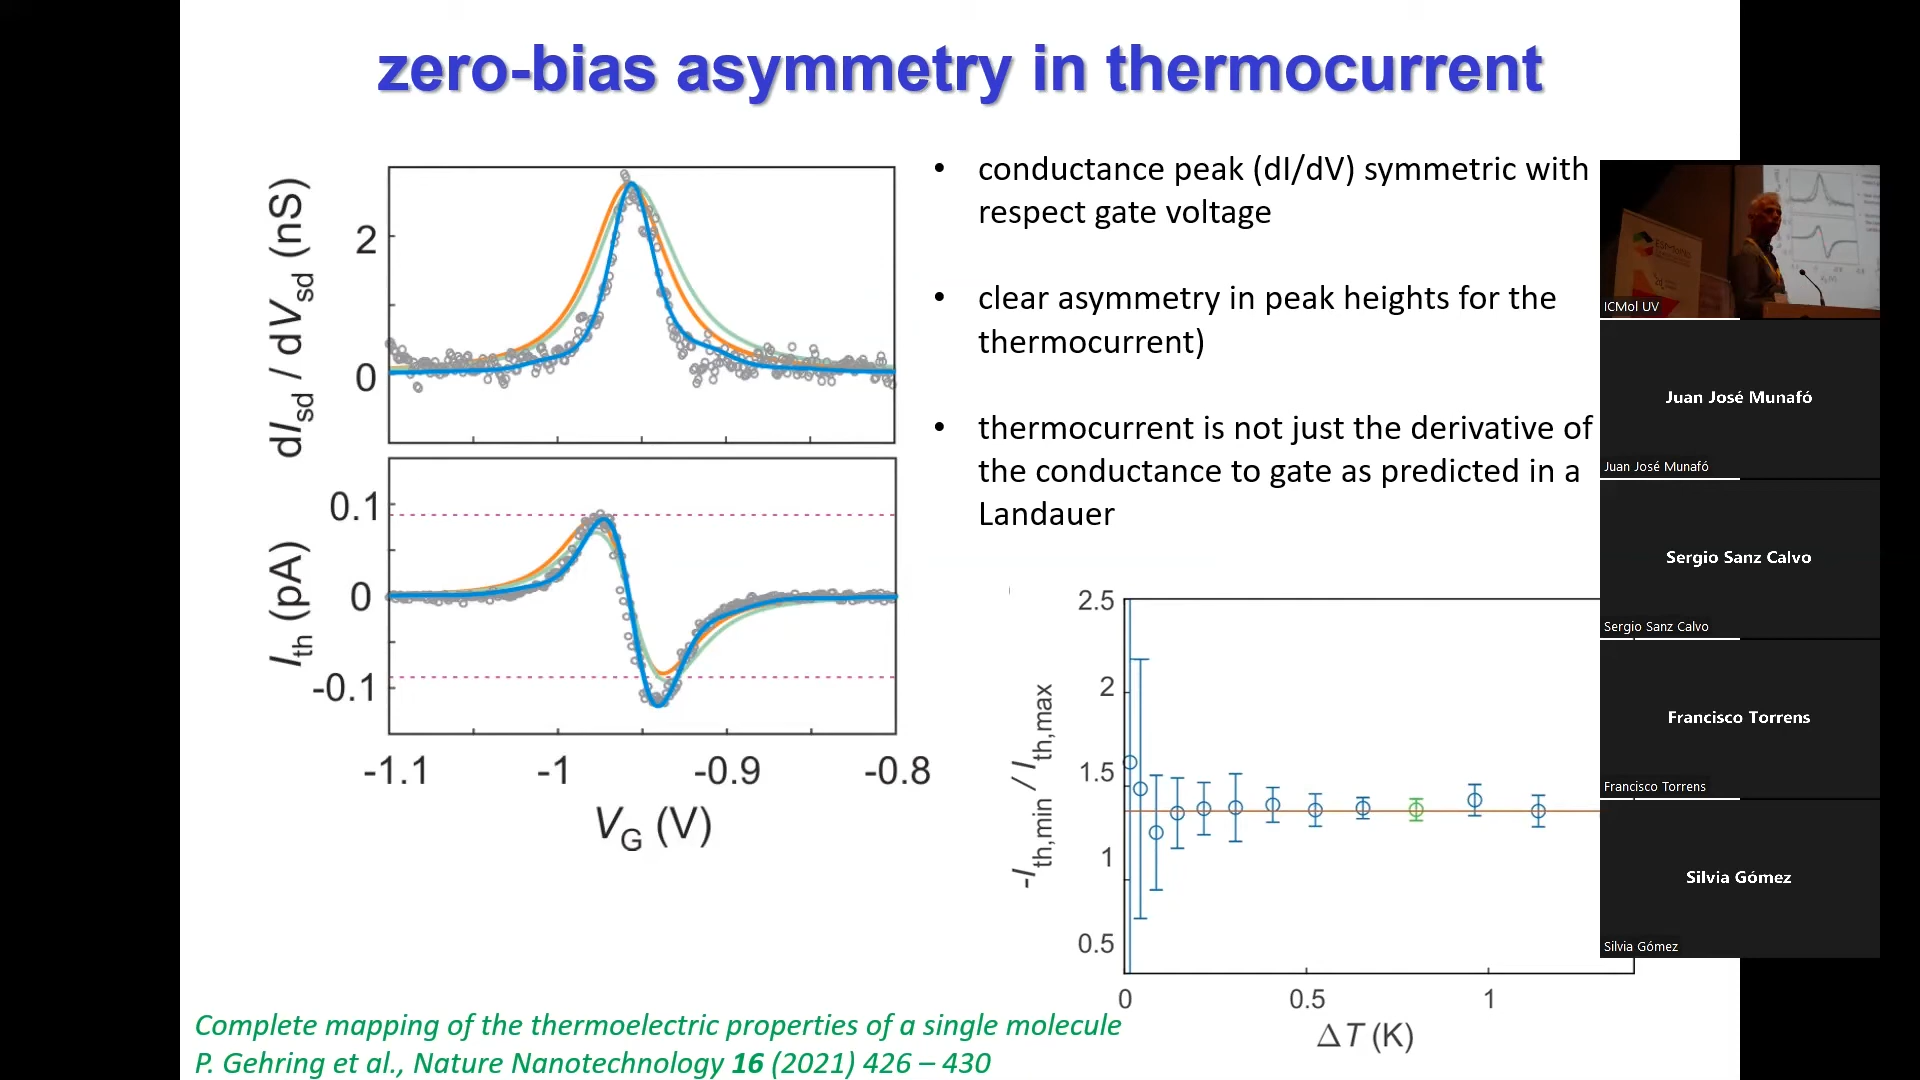 zero-bias asymmetry in thermocurrent
dIsd / dVsd (nS)
2
0
Ith (pA)
0.1
0
-0.1
-1.1
-1
-0.9
-0.8
VG (V)
• conductance peak (dI/dV) symmetric with
respect gate voltage
• clear asymmetry in peak heights for the
thermocurrent)
• thermocurrent is not just the derivative of
the conductance to gate as predicted in a
Landauer
-Ith,min / Ith,max
2.5
2
1.5
1
0.5
0
0.5
1
ΔT (K)
Complete mapping of the thermoelectric properties of a single molecule
P. Gehring et al., Nature Nanotechnology 16 (2021) 426 – 430
ICMol UV
Juan José Munafó
Juan José Munafó
Sergio Sanz Calvo
Sergio Sanz Calvo
Francisco Torrens
Francisco Torrens
Silvia Gómez
Silvia Gómez